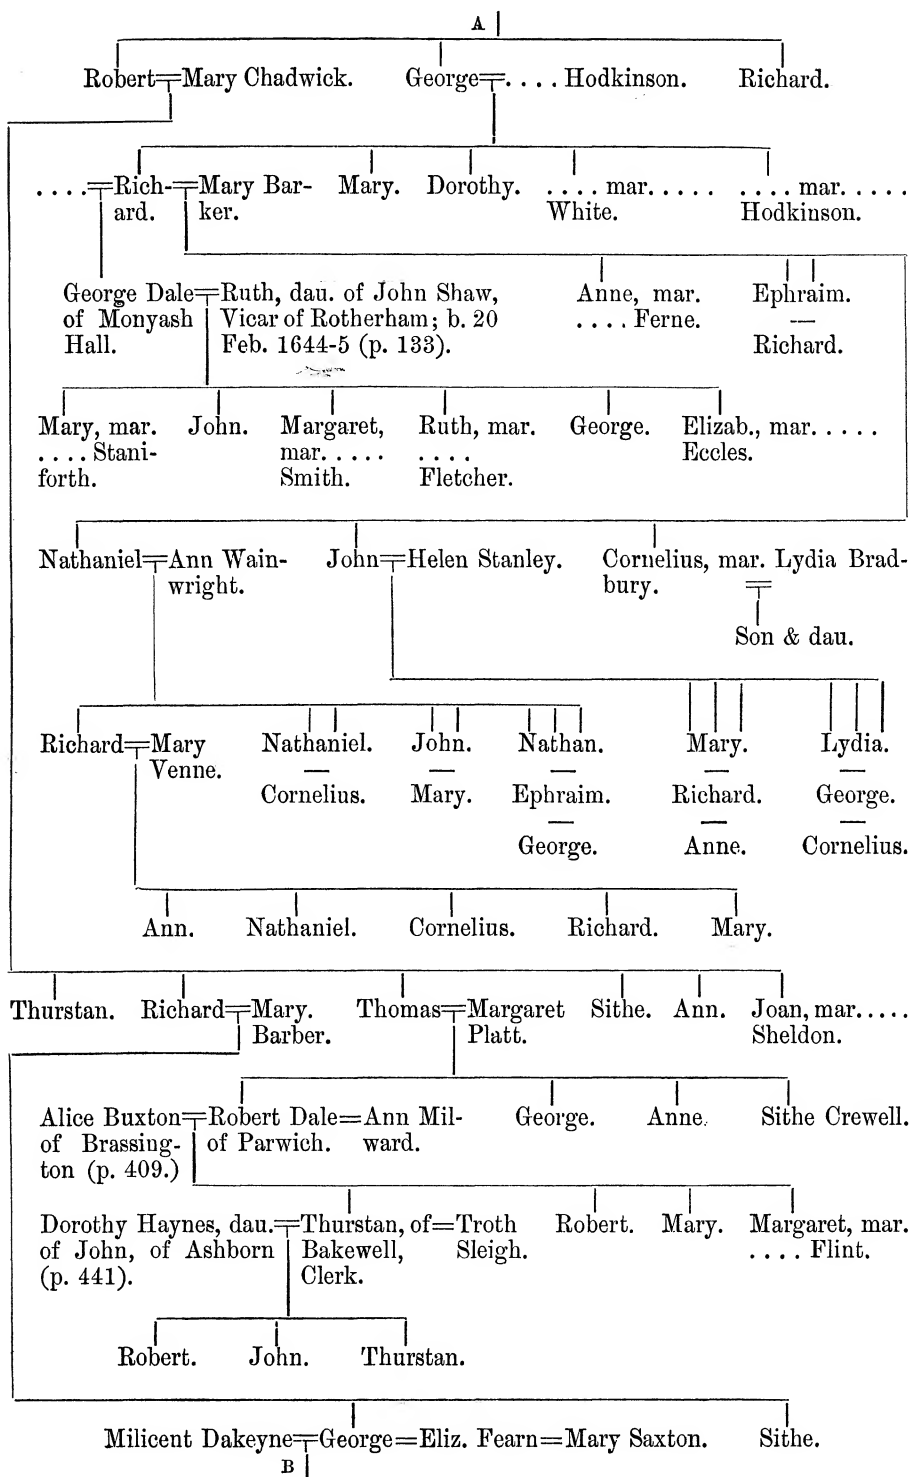 A
Robert=Mary Chadwick. George=. . . . Hodkinson. Richard.
. . . .=Rich-=Mary Bar- Mary. Dorothy. . . . . mar. . . . . . . . . mar. . . . .
ard. ker. White. Hodkinson.
George Dale=Ruth, dau. of John Shaw, Anne, mar. Ephraim.
of Monyash Vicar of Rotherham; b. 20 . . . . Ferne. —
Hall. Feb. 1644-5 (p. 133). Richard.
Mary, mar. John. Margaret, Ruth, mar. George. Elizab., mar. . . . .
. . . . Stani- mar. . . . . . . . . Eccles.
forth. Smith. Fletcher.
Nathaniel=Ann Wain- John=Helen Stanley. Cornelius, mar. Lydia Brad-
wright. bury. =
Son & dau.
Richard=Mary Nathaniel. John. Nathan. Mary. Lydia.
Venne. — — — — —
Cornelius. Mary. Ephraim. Richard. George.
— — —
George. Anne. Cornelius.
Ann. Nathaniel. Cornelius. Richard. Mary.
Thurstan. Richard=Mary. Thomas=Margaret Sithe. Ann. Joan, mar. . . . .
Barber. Platt. Sheldon.
Alice Buxton=Robert Dale=Ann Mil- George. Anne. Sithe Crewell.
of Brassing- of Parwich. ward.
ton (p. 409.)
Dorothy Haynes, dau.=Thurstan, of=Troth Robert. Mary. Margaret, mar.
of John, of Ashborn Bakewell, Sleigh. . . . . Flint.
(p. 441). Clerk.
Robert. John. Thurstan.
Milicent Dakeyne=George=Eliz. Fearn=Mary Saxton. Sithe.
B